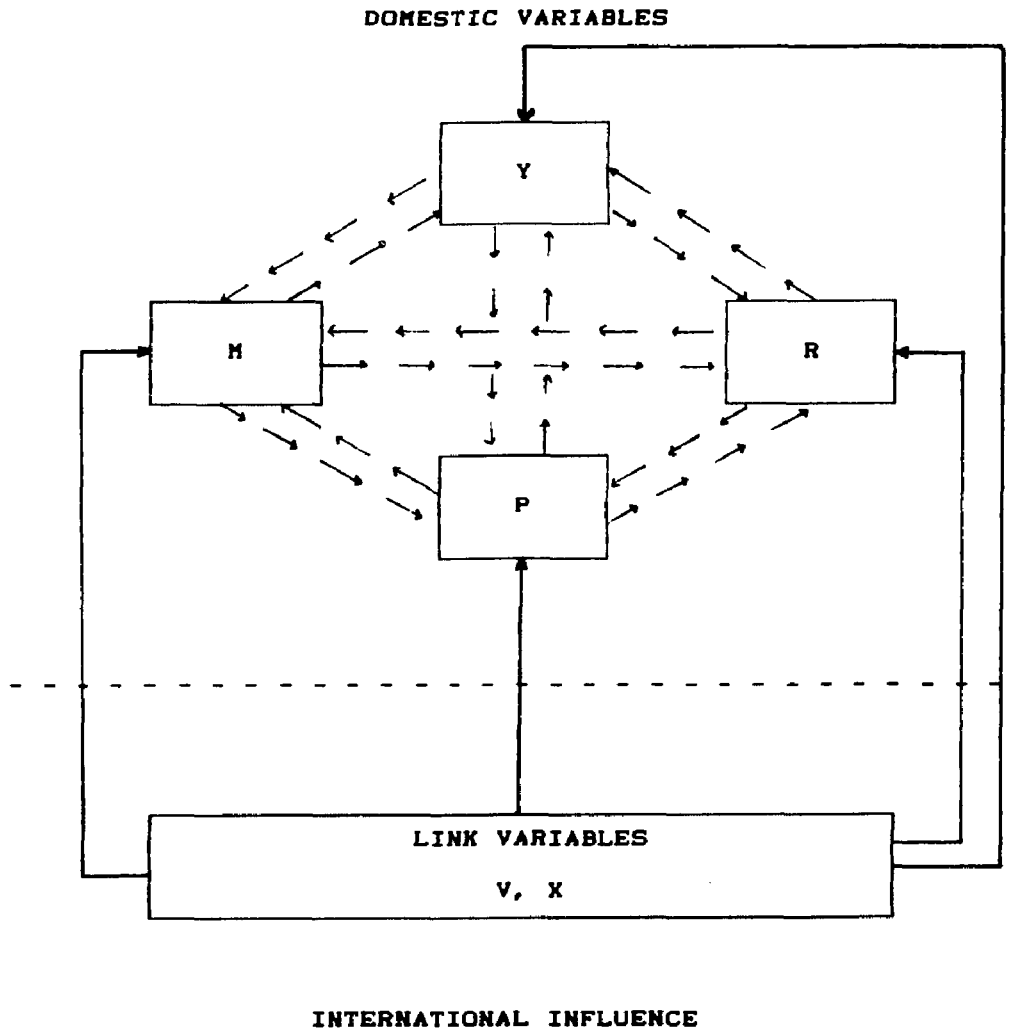 DOMESTIC VARIABLES
Y
M
R
P
LINK VARIABLES
V, X
INTERNATIONAL INFLUENCE